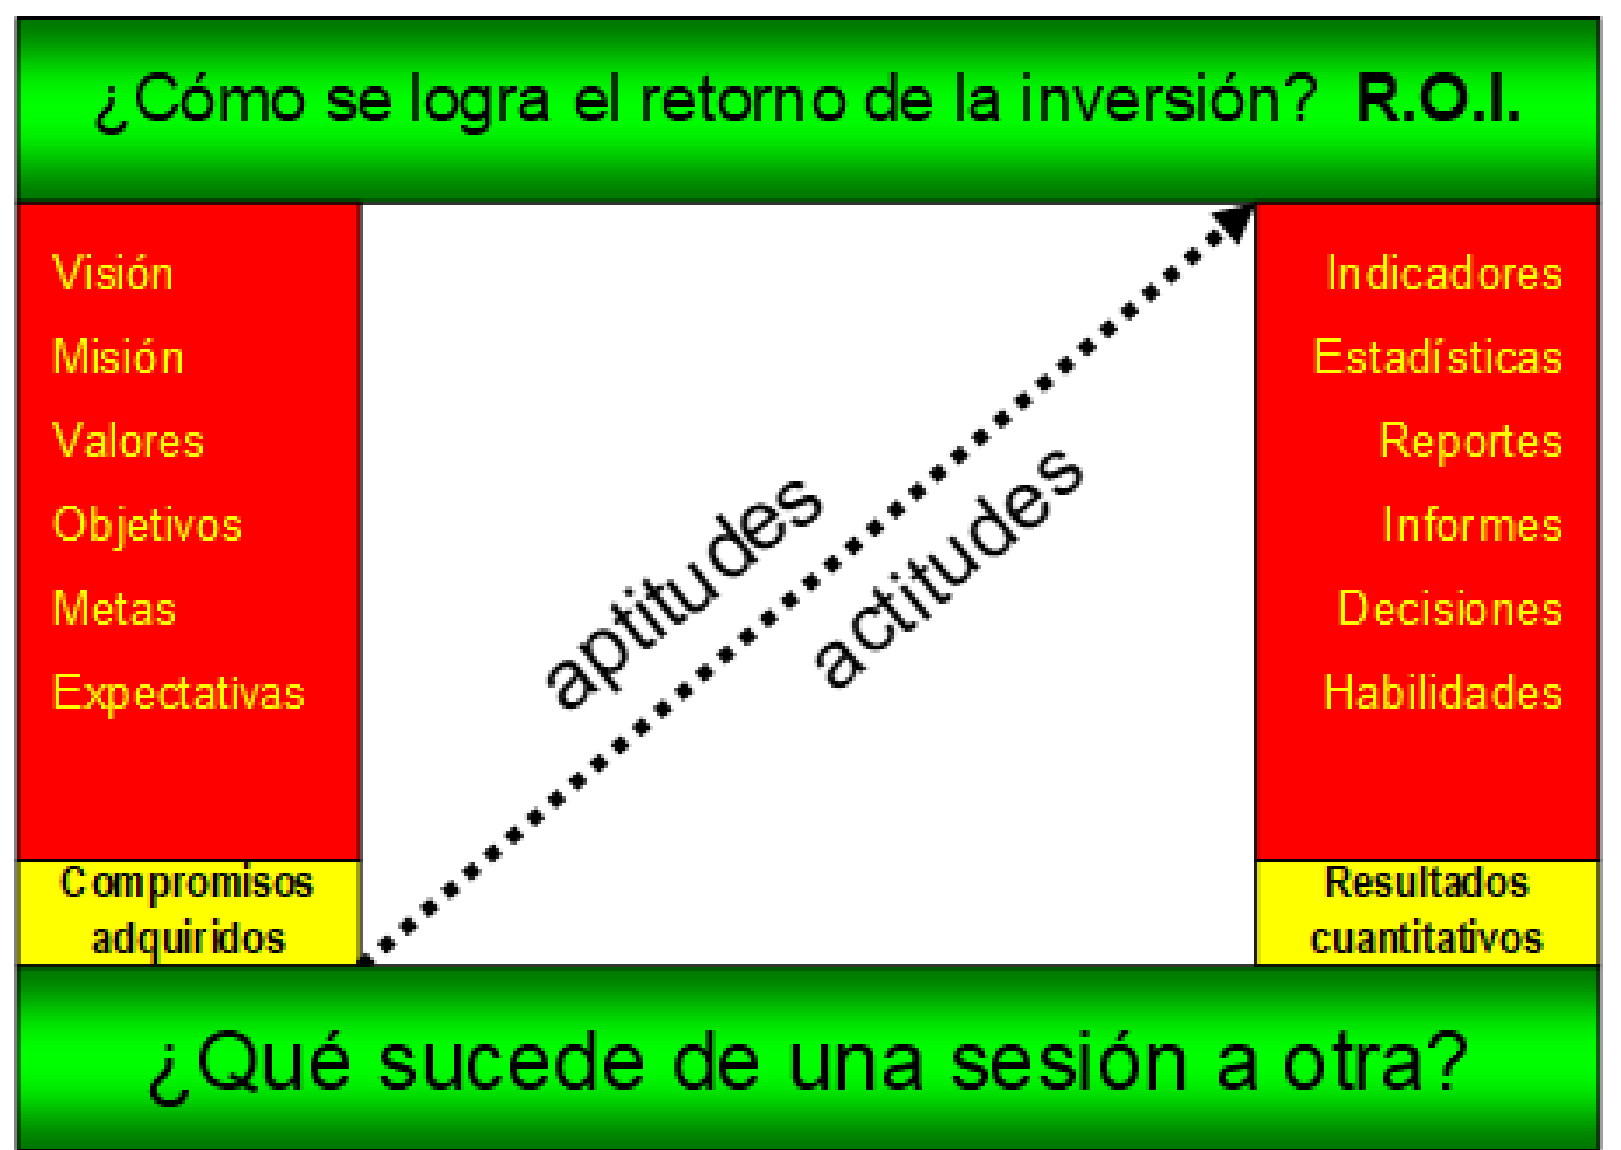 ¿Cómo se logra el retorno de la inversión? R.O.I.
Visión
Misión
Valores
Objetivos
Metas
Expectativas
Compromisos
adquiridos
aptitudes
actitudes
Indicadores
Estadísticas
Reportes
Informes
Decisiones
Habilidades
Resultados
cuantitativos
¿Qué sucede de una sesión a otra?